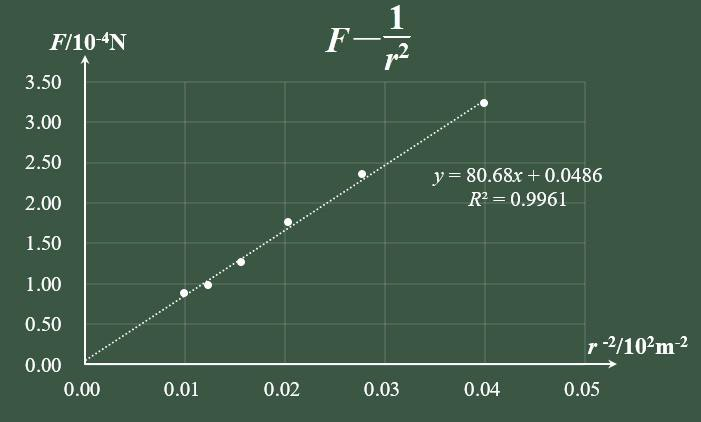 F—1/r²
F/10⁻⁴N
3.50
3.00
2.50
y = 80.68x + 0.0486
R² = 0.9961
2.00
1.50
1.00
0.50
r⁻²/10²m⁻²
0.00
0.00 0.01 0.02 0.03 0.04 0.05